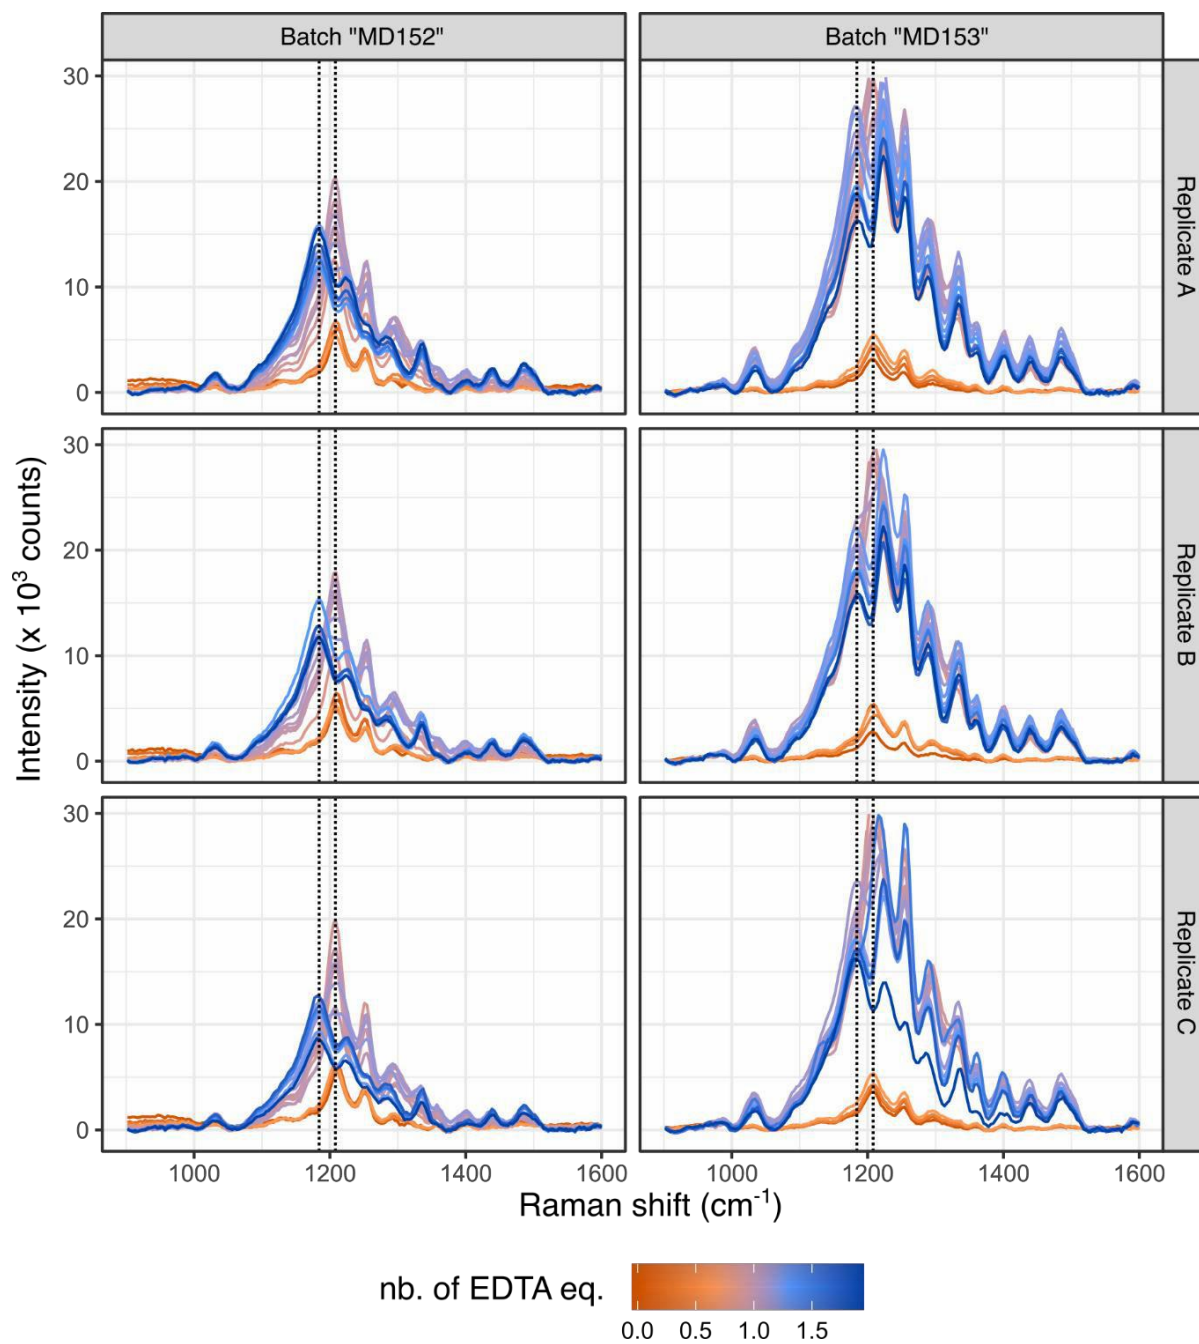 Batch "MD152" Batch "MD153"
30
20
10
0
Replicate A
30
20
10
0
Replicate B
30
20
10
0
Replicate C
Intensity (x 10³ counts)
1000 1200 1400 1600 1000 1200 1400 1600
Raman shift (cm⁻¹)
nb. of EDTA eq.
0.0 0.5 1.0 1.5